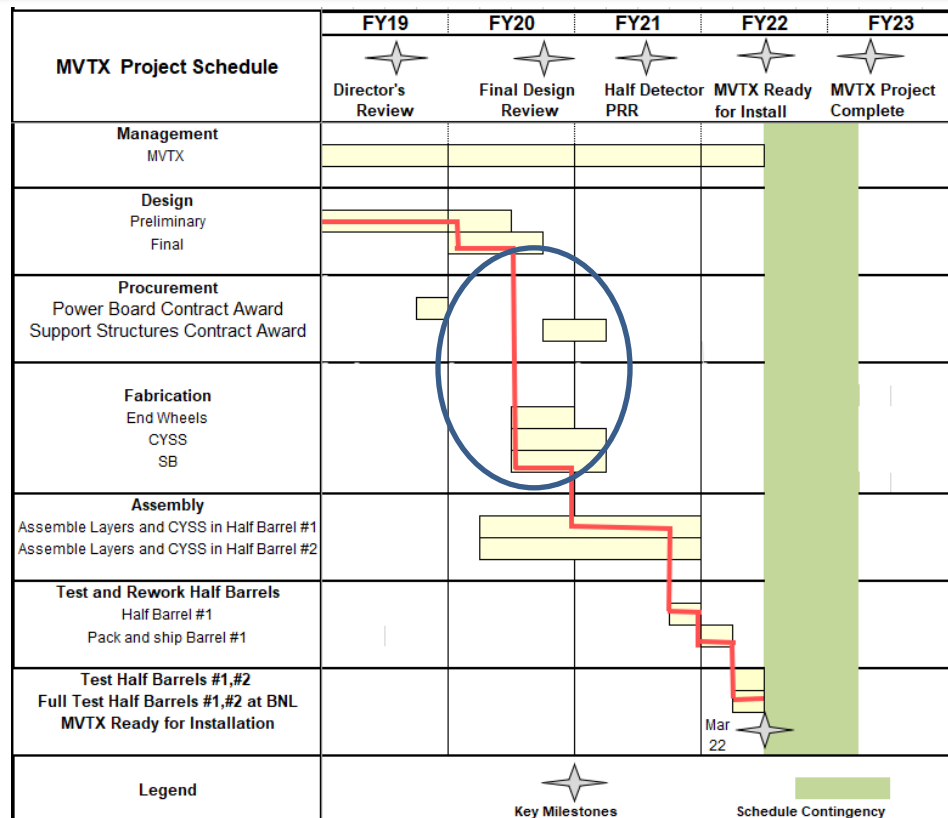 MVTX Project Schedule
FY19 FY20 FY21 FY22 FY23
Director's Review
Final Design Review
Half Detector PRR
MVTX Ready for Install
MVTX Project Complete
Management
MVTX
Design
Preliminary
Final
Procurement
Power Board Contract Award
Support Structures Contract Award
Fabrication
End Wheels
CYSS
SB
Assembly
Assemble Layers and CYSS in Half Barrel #1
Assemble Layers and CYSS in Half Barrel #2
Test and Rework Half Barrels
Half Barrel #1
Pack and ship Barrel #1
Test Half Barrels #1,#2
Full Test Half Barrels #1,#2 at BNL
MVTX Ready for Installation
Mar
22
Legend
Key Milestones
Schedule Contingency